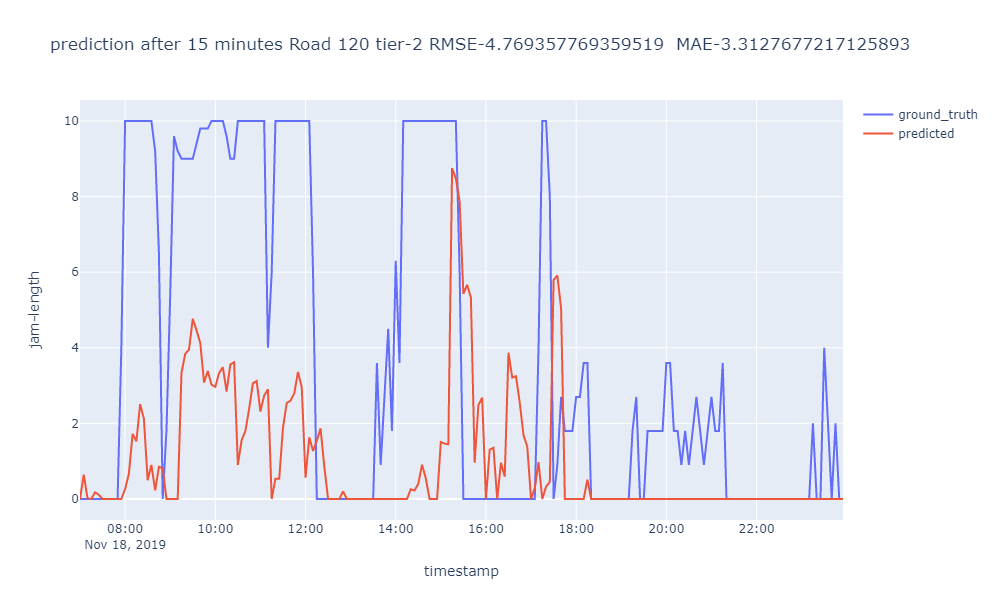 prediction after 15 minutes Road 120 tier-2 RMSE-4.769357769359519  MAE-3.3127677217125893
ground_truth
predicted
10
8
6
4
2
0
jam-length
08:00 10:00 12:00 14:00 16:00 18:00 20:00 22:00
Nov 18, 2019
timestamp